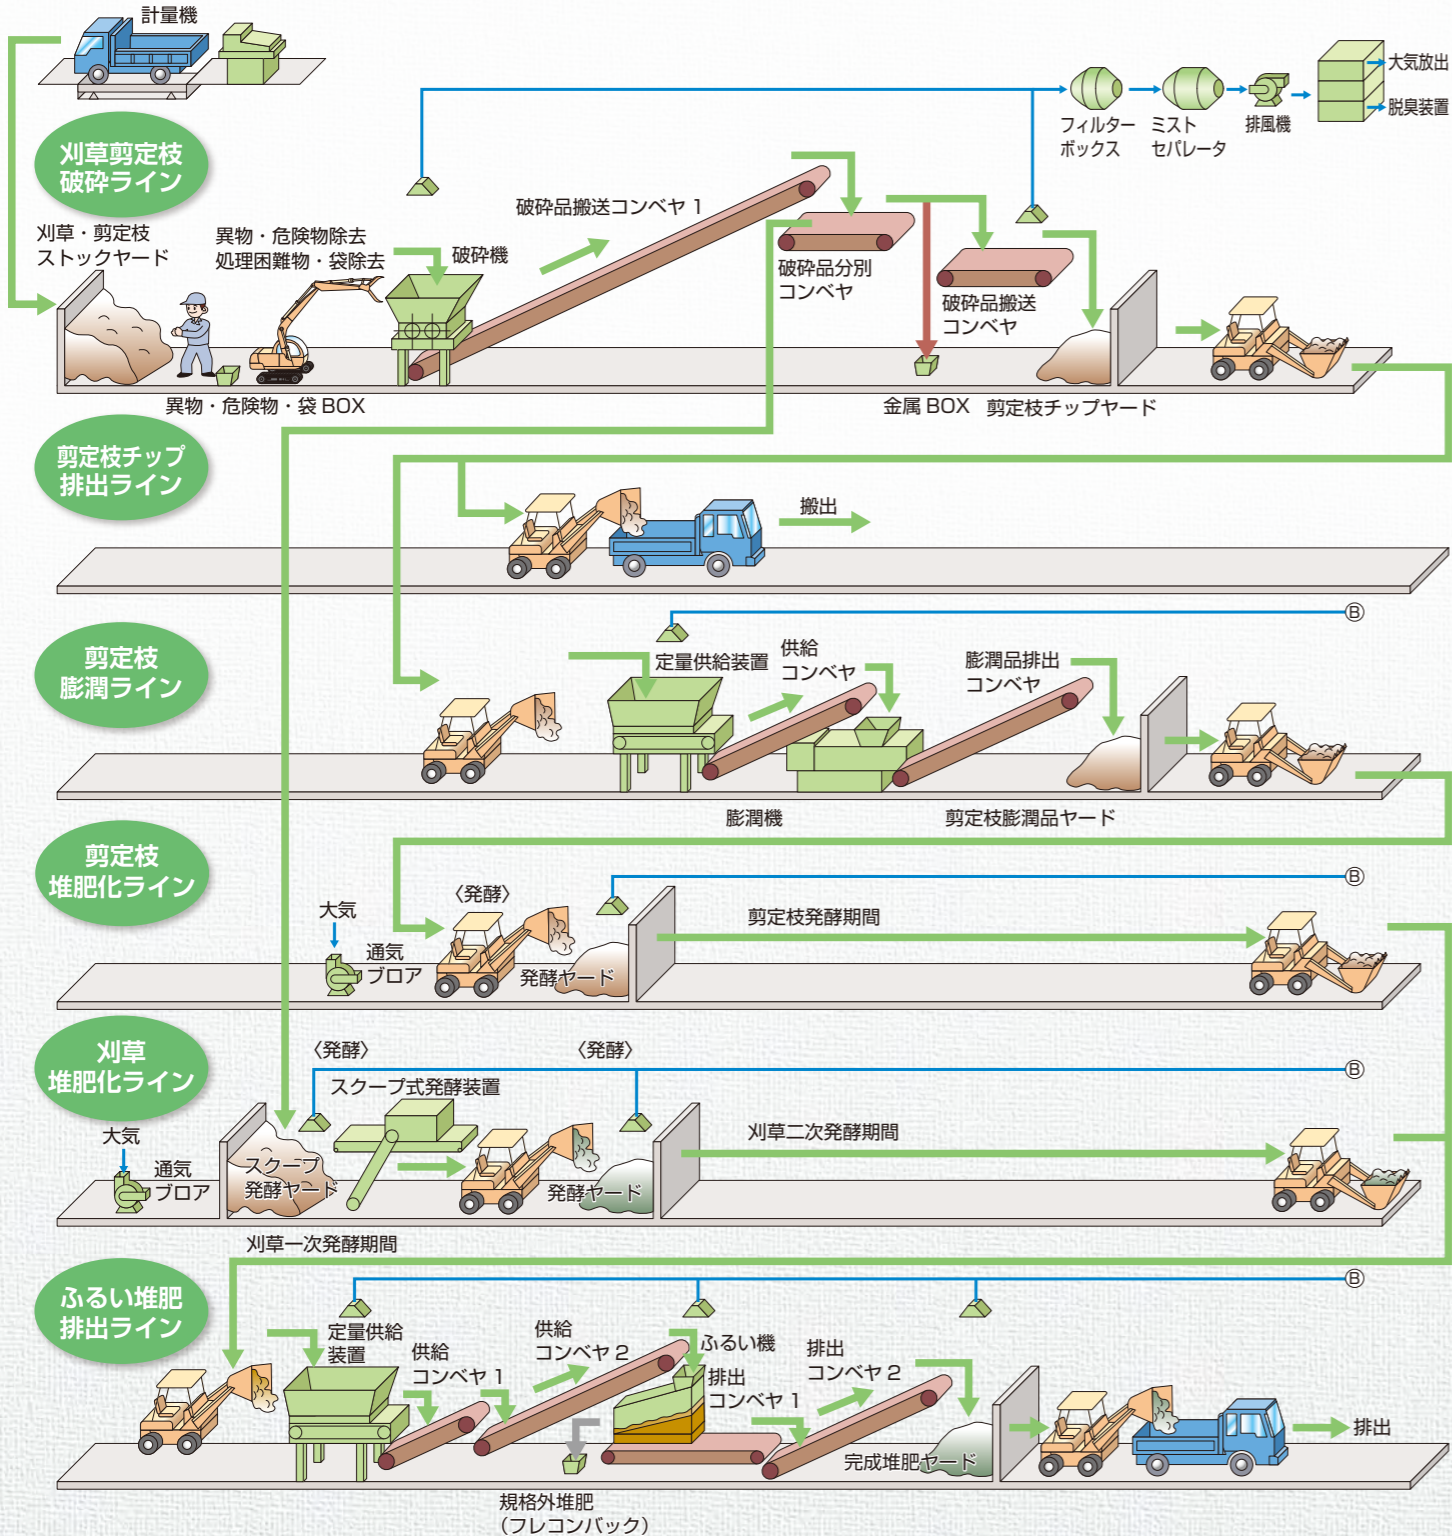 計量機
大気放出
脱臭装置
フィルター
ボックス
ミスト
セパレータ
排風機
刈草剪定枝
破砕ライン
刈草・剪定枝
ストックヤード
異物・危険物除去
処理困難物・袋除去
破砕機
破砕品搬送コンベヤ 1
破砕品分別
コンベヤ
破砕品搬送
コンベヤ
異物・危険物・袋 BOX
金属 BOX
剪定枝チップヤード
剪定枝チップ
排出ライン
搬出
剪定枝
膨潤ライン
Ⓑ
定量供給装置
供給
コンベヤ
膨潤品排出
コンベヤ
膨潤機
剪定枝膨潤品ヤード
剪定枝
堆肥化ライン
Ⓑ
大気
通気
ブロア
〈発酵〉
発酵ヤード
剪定枝発酵期間
刈草
堆肥化ライン
〈発酵〉
〈発酵〉
Ⓑ
スクープ式発酵装置
大気
通気
ブロア
スクープ
発酵ヤード
発酵ヤード
刈草二次発酵期間
刈草一次発酵期間
ふるい堆肥
排出ライン
Ⓑ
定量供給
装置
供給
コンベヤ 1
供給
コンベヤ 2
ふるい機
排出
コンベヤ 1
排出
コンベヤ 2
完成堆肥ヤード
排出
規格外堆肥
（フレコンバック）